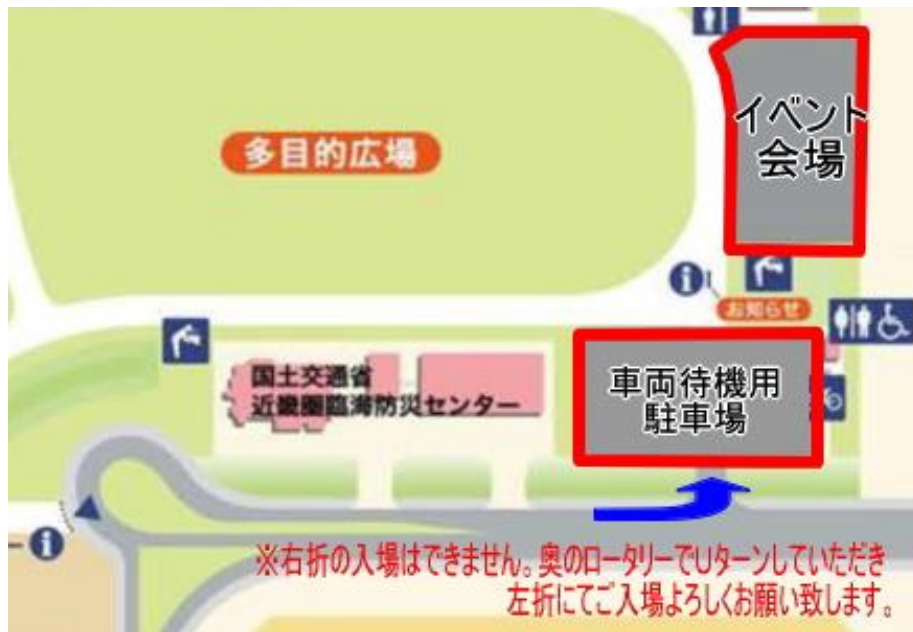 イベント
会場
多目的広場
お知らせ
国土交通省
近畿圏臨海防災センター
車両待機用
駐車場
※右折の入場はできません。奥のロータリーでUターンしていただき
左折にてご入場よろしくお願い致します。